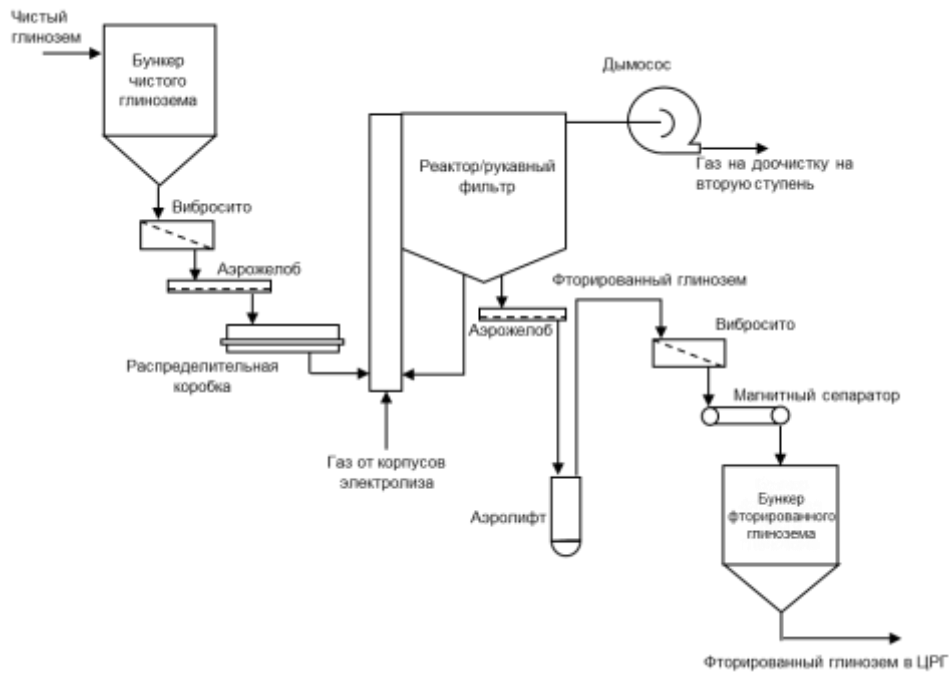 Чистый
глинозем
Бункер
чистого
глинозема
Дымосос
Реактор/рукавный
фильтр
Газ на доочистку на
вторую ступень
Вибросито
Аэрожелоб
Фторированный глинозем
Аэрожелоб
Вибросито
Распределительная
коробка
Магнитный сепаратор
Газ от корпусов
электролиза
Аэролифт
Бункер
фторированного
глинозема
Фторированный глинозем в ЦРГ